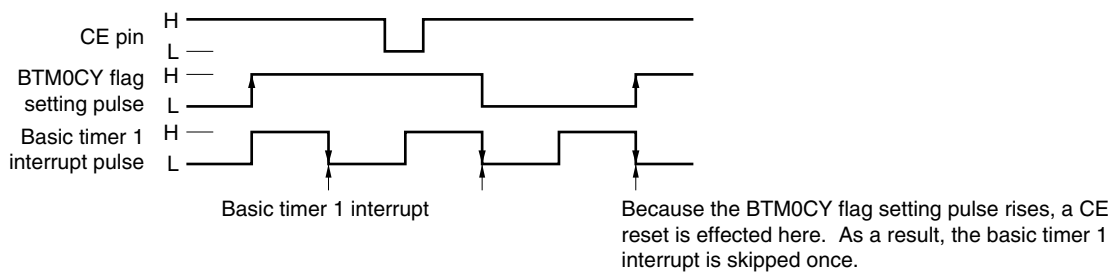 H
CE pin
L
BTM0CY flag
H
setting pulse
L
Basic timer 1
H
interrupt pulse
L
Basic timer 1 interrupt
Because the BTM0CY flag setting pulse rises, a CE
reset is effected here. As a result, the basic timer 1
interrupt is skipped once.